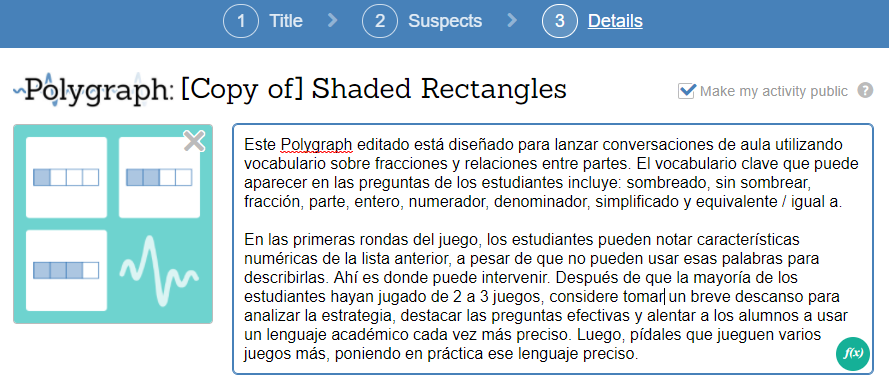 1 Title > 2 Suspects > 3 Details
Polygraph: [Copy of] Shaded Rectangles
Make my activity public ?
Este Polygraph editado está diseñado para lanzar conversaciones de aula utilizando
vocabulario sobre fracciones y relaciones entre partes. El vocabulario clave que puede
aparecer en las preguntas de los estudiantes incluye: sombreado, sin sombrear,
fracción, parte, entero, numerador, denominador, simplificado y equivalente / igual a.
En las primeras rondas del juego, los estudiantes pueden notar características
numéricas de la lista anterior, a pesar de que no pueden usar esas palabras para
describirlas. Ahí es donde puede intervenir. Después de que la mayoría de los
estudiantes hayan jugado de 2 a 3 juegos, considere tomar un breve descanso para
analizar la estrategia, destacar las preguntas efectivas y alentar a los alumnos a usar
un lenguaje académico cada vez más preciso. Luego, pídales que jueguen varios
juegos más, poniendo en práctica ese lenguaje preciso.
f(x)